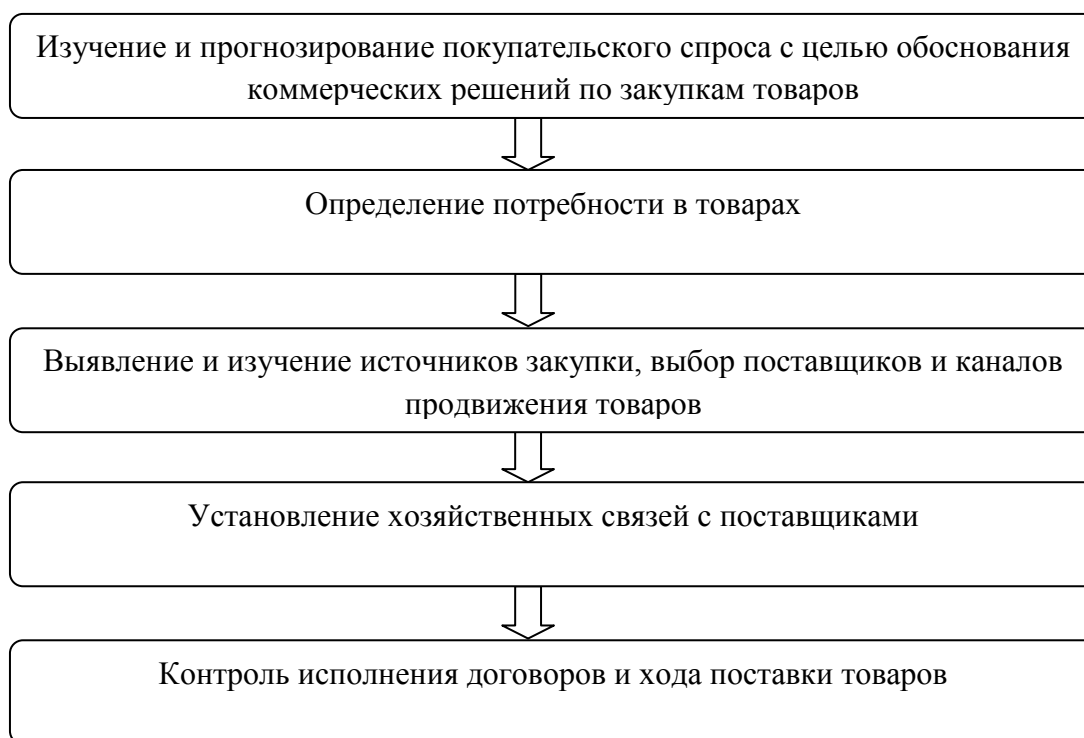 Изучение и прогнозирование покупательского спроса с целью обоснования
коммерческих решений по закупкам товаров
Определение потребности в товарах
Выявление и изучение источников закупки, выбор поставщиков и каналов
продвижения товаров
Установление хозяйственных связей с поставщиками
Контроль исполнения договоров и хода поставки товаров